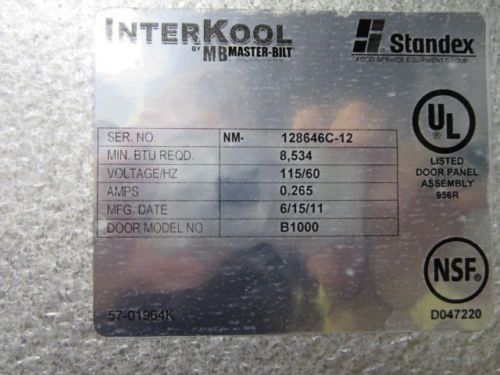 INTERKOOL
BY MB MASTER-BILT
Standex
FOOD SERVICE EQUIPMENT GROUP
UL
LISTED
DOOR PANEL
ASSEMBLY
956R
SER. NO. NM- 128646C-12
MIN. BTU REQD. 8,534
VOLTAGE/HZ 115/60
AMPS 0.265
MFG. DATE 6/15/11
DOOR MODEL NO B1000
NSF
57-01964K
D047220